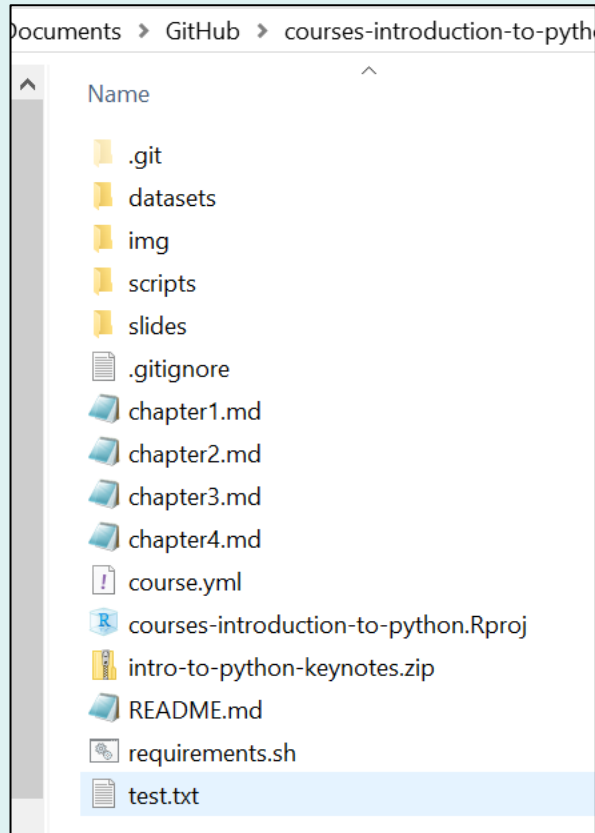 Documents > GitHub > courses-introduction-to-pyth
Name
.git
datasets
img
scripts
slides
.gitignore
chapter1.md
chapter2.md
chapter3.md
chapter4.md
course.yml
courses-introduction-to-python.Rproj
intro-to-python-keynotes.zip
README.md
requirements.sh
test.txt